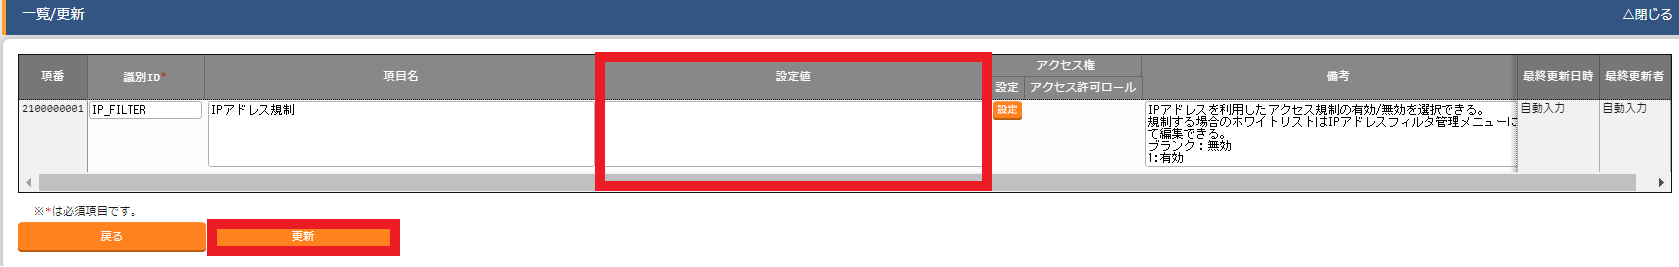 一覧/更新
△閉じる
項番
識別ID*
項目名
設定値
アクセス権
設定
アクセス許可ロール
備考
最終更新日時
最終更新者
2100000001
IP_FILTER
IPアドレス規制
設定
IPアドレスを利用したアクセス規制の有効/無効を選択できる。
規制する場合のホワイトリストはIPアドレスフィルタ管理メニューに
て編集できる。
ブランク：無効
1:有効
自動入力
自動入力
※*は必須項目です。
戻る
更新